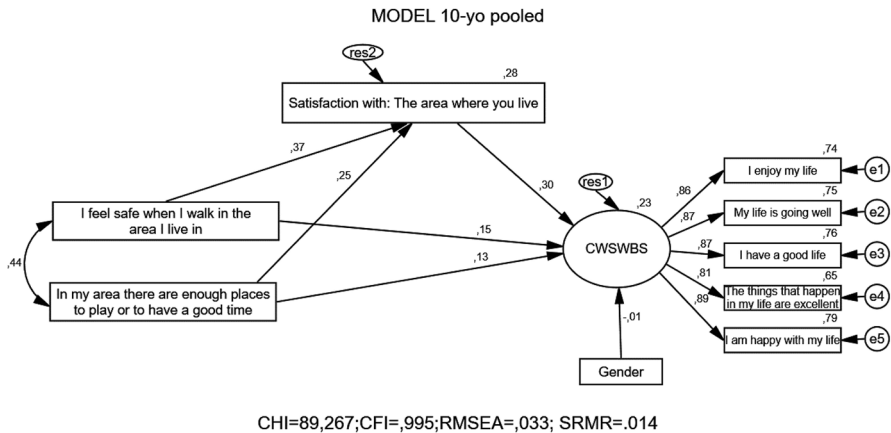 MODEL 10-yo pooled
res2
,28
Satisfaction with: The area where you live
,37
,25
,30
res1
,23
CWSWBS
I feel safe when I walk in the
area I live in
,15
,44
In my area there are enough places
to play or to have a good time
,13
-,01
Gender
,86
,87
,87
,81
,89
,74
I enjoy my life
e1
,75
My life is going well
e2
,76
I have a good life
e3
,65
The things that happen
in my life are excellent
e4
,79
I am happy with my life
e5
CHI=89,267;CFI=,995;RMSEA=,033; SRMR=.014